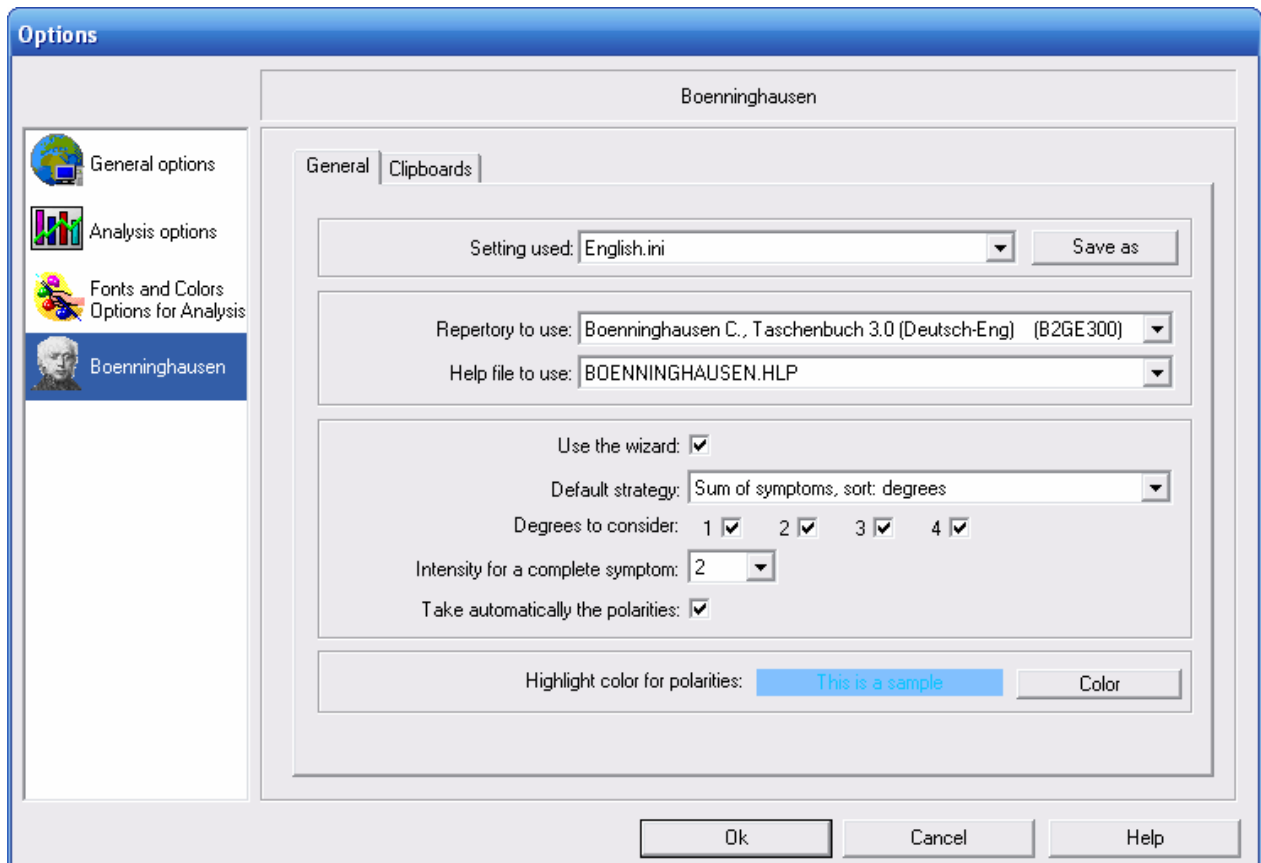 Options
Boenninghausen
General options
Analysis options
Fonts and Colors
Options for Analysis
Boenninghausen
General
Clipboards
Setting used: English.ini Save as
Repertory to use: Boenninghausen C., Taschenbuch 3.0 (Deutsch-Eng) (B2GE300)
Help file to use: BOENNINGHAUSEN.HLP
Use the wizard:
Default strategy: Sum of symptoms, sort: degrees
Degrees to consider: 1 2 3 4
Intensity for a complete symptom: 2
Take automatically the polarities:
Highlight color for polarities: This is a sample Color
Ok Cancel Help